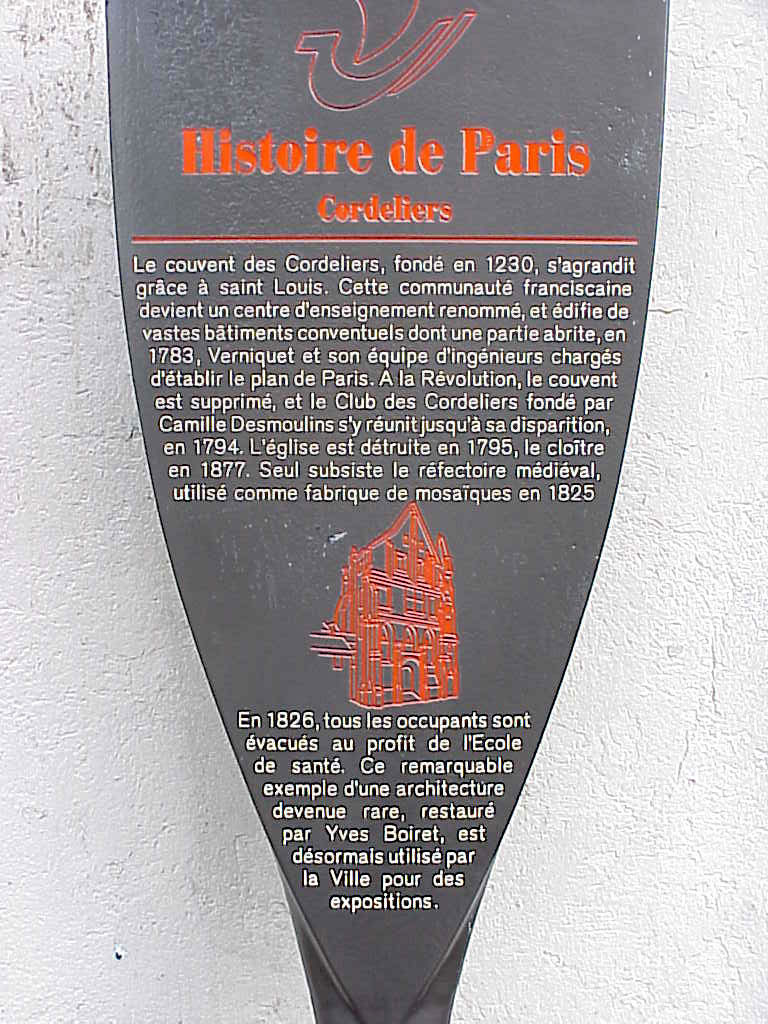 Histoire de Paris
Cordeliers
Le couvent des Cordeliers, fondé en 1230, s'agrandit
grâce à saint Louis. Cette communauté franciscaine
devient un centre d'enseignement renommé, et édifie de
vastes bâtiments conventuels dont une partie abrite, en
1783, Verniquet et son équipe d'ingénieurs chargés
d'établir le plan de Paris. A la Révolution, le couvent
est supprimé, et le Club des Cordeliers fondé par
Camille Desmoulins s'y réunit jusqu'à sa disparition,
en 1794. L'église est détruite en 1795, le cloître
en 1877. Seul subsiste le réfectoire médiéval,
utilisé comme fabrique de mosaïques en 1825
En 1826, tous les occupants sont
évacués au profit de l'Ecole
de santé. Ce remarquable
exemple d'une architecture
devenue rare, restauré
par Yves Boiret, est
désormais utilisé par
la Ville pour des
expositions.